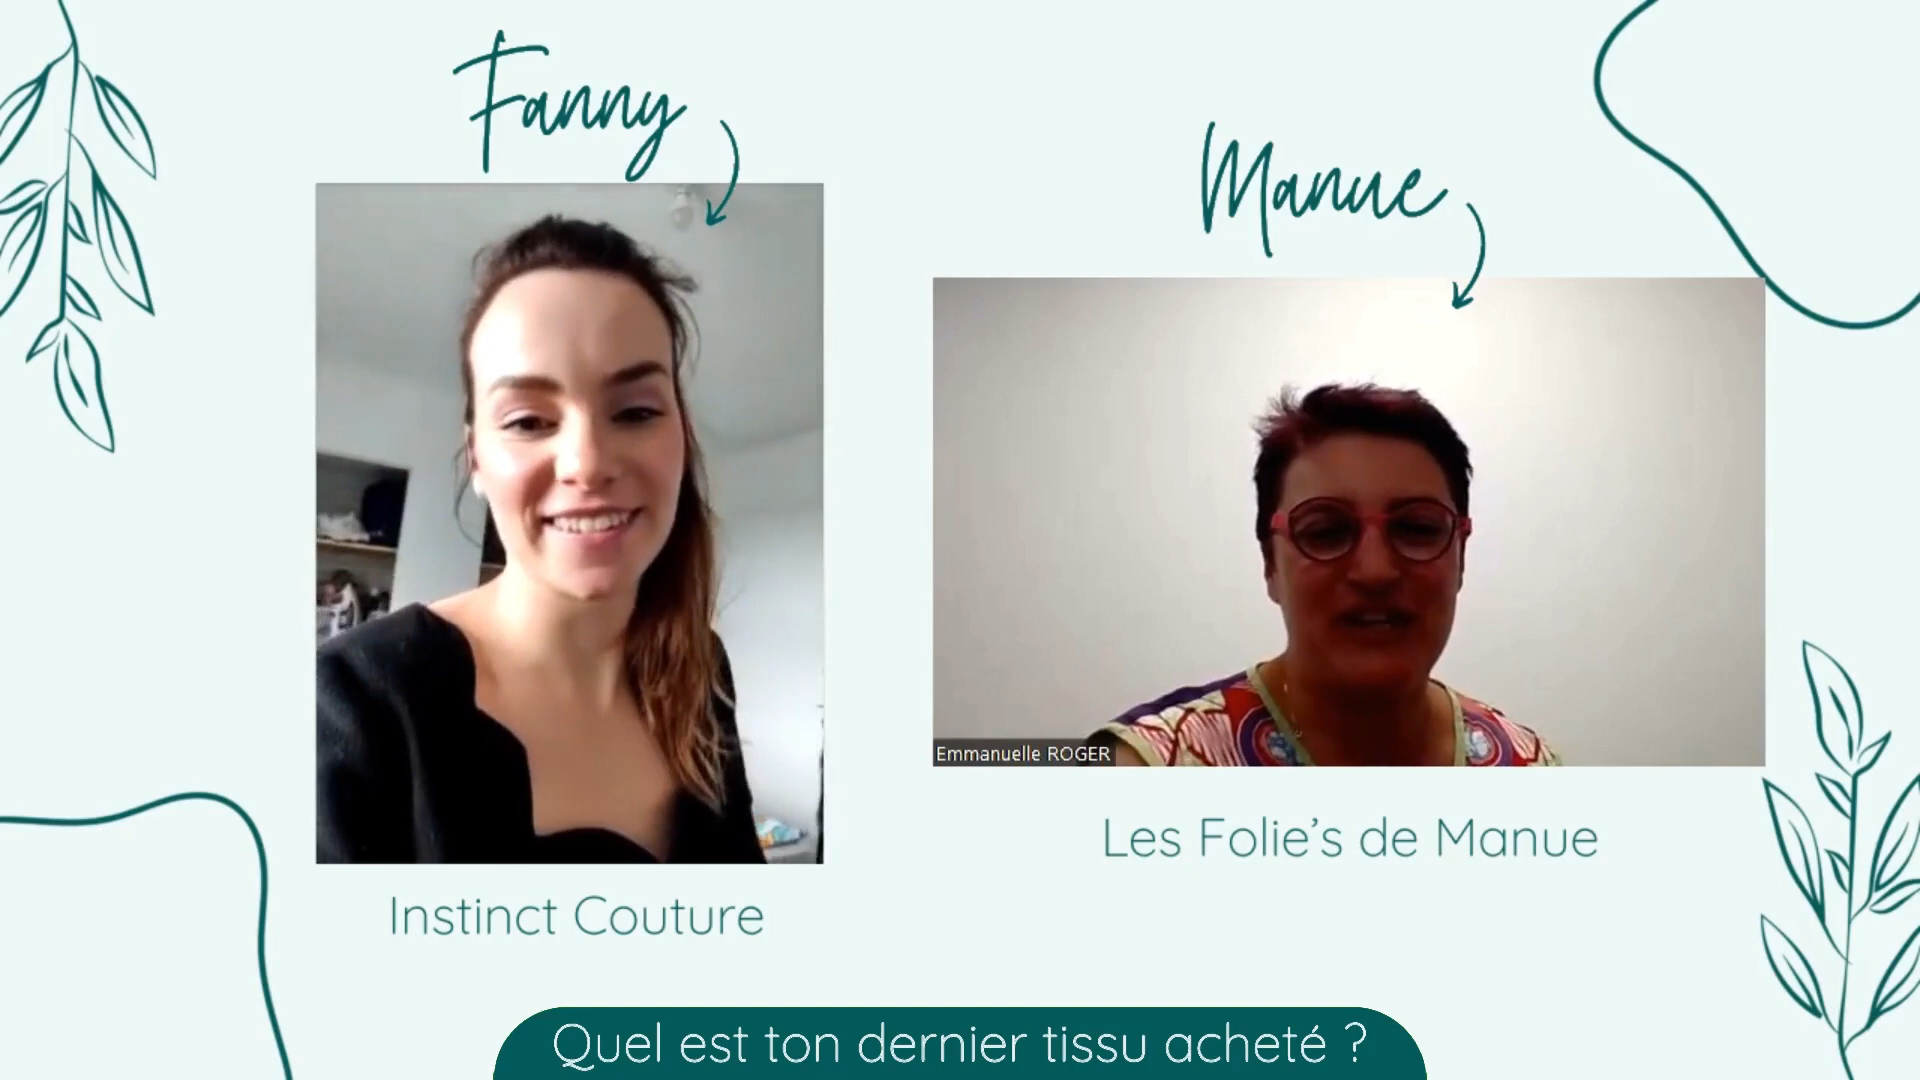 Fanny
Manue
Emmanuelle ROGER
Les Folie’s de Manue
Instinct Couture
Quel est ton dernier tissu acheté ?